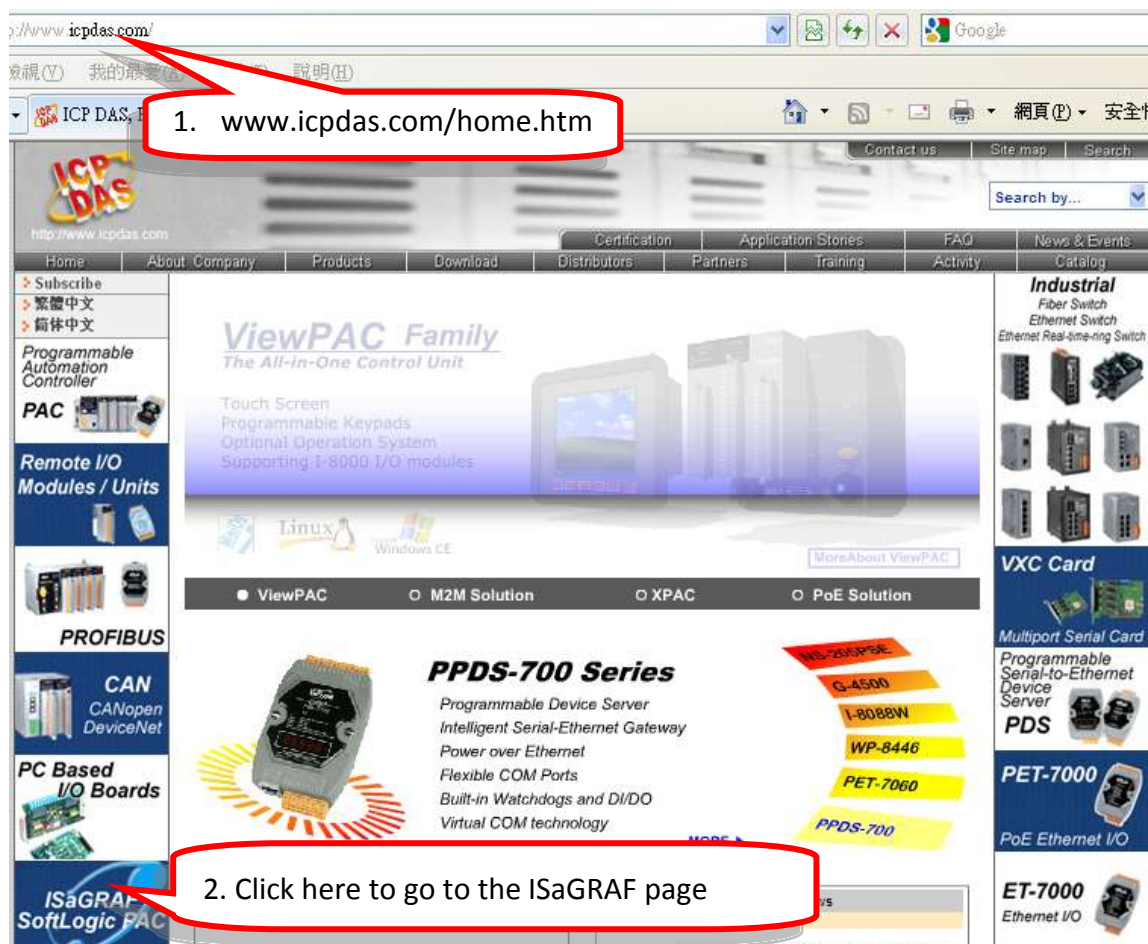 ://www.icpdas.com/
Google
檢視(V) 我的最愛 說明(H)
ICP DAS,
網頁(P)
1. www.icpdas.com/home.htm
Contact us Site map Search
ICP DAS
http://www.icpdas.com
Search by...
Certification Application Stories FAQ News & Events
Home About Company Products Download Distributors Partners Training Activity Catalog
Subscribe
繁體中文
简体中文
Programmable
Automation
Controller
PAC
Remote I/O
Modules / Units
PROFIBUS
CAN
CANopen
DeviceNet
PC Based
I/O Boards
ISaGRAF
SoftLogic PAC
ViewPAC Family
The All-in-One Control Unit
Touch Screen
Programmable Keypads
Optional Operation System
Supporting I-8000 I/O modules
Linux
Windows CE
MoreAbout ViewPAC
ViewPAC M2M Solution XPAC PoE Solution
PPDS-700 Series
Programmable Device Server
Intelligent Serial-Ethernet Gateway
Power over Ethernet
Flexible COM Ports
Built-in Watchdogs and DI/DO
Virtual COM technology
MORE
NS-205PSE
G-4500
I-8088W
WP-8446
PET-7060
PPDS-700
2. Click here to go to the ISaGRAF page
Industrial
Fiber Switch
Ethernet Switch
Ethernet Real-time-ring Switch
VXC Card
Multiport Serial Card
Programmable
Serial-to-Ethernet
Device
Server
PDS
PET-7000
PoE Ethernet I/O
ET-7000
Ethernet I/O